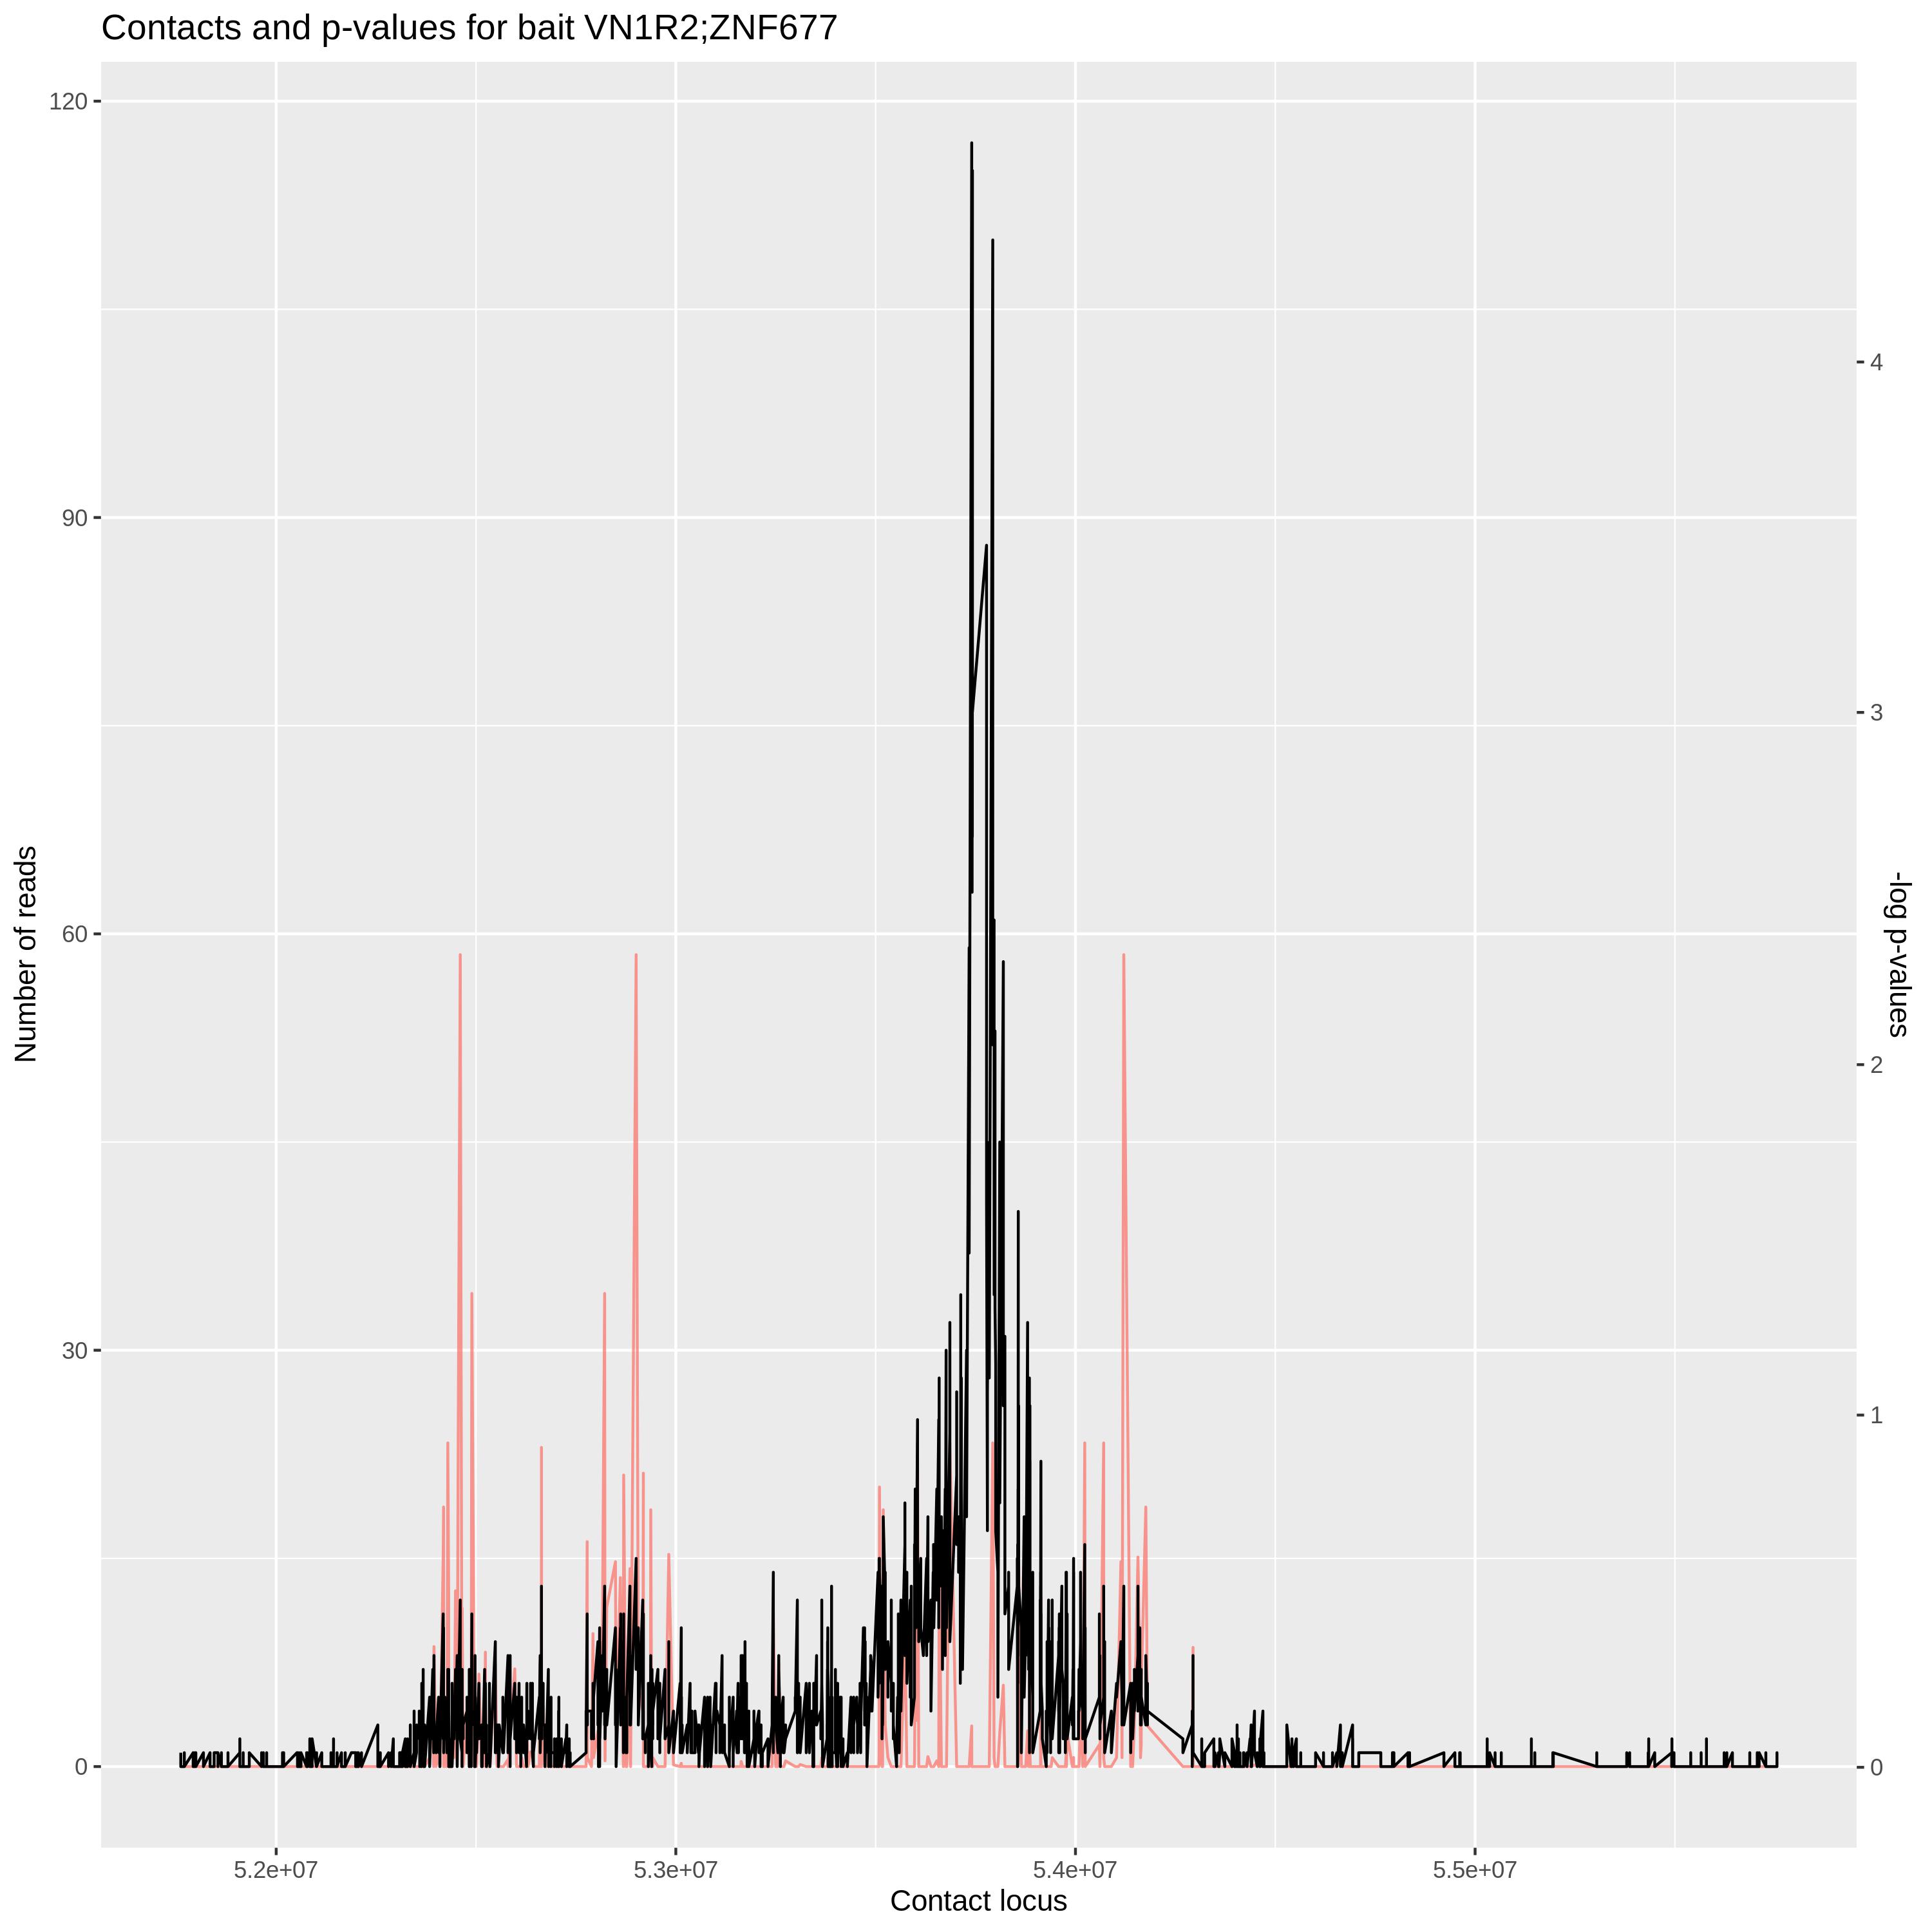 Contacts and p-values for bait VN1R2;ZNF677
120
90
60
30
0
Number of reads
4
3
2
1
0
-log p-values
5.2e+07
5.3e+07
5.4e+07
5.5e+07
Contact locus